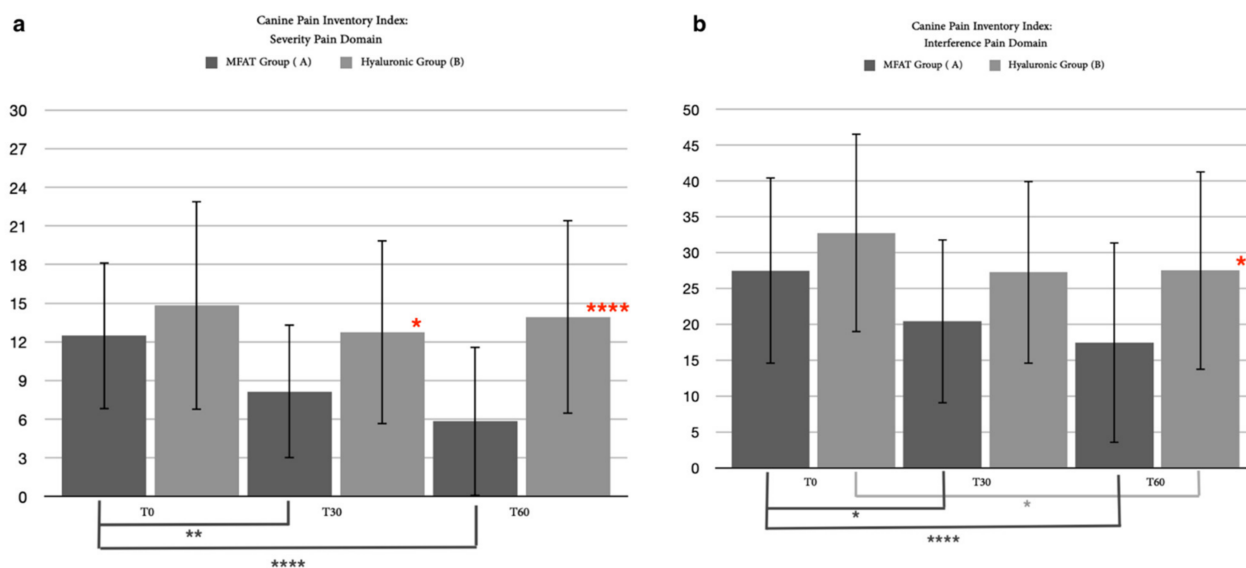 a
Canine Pain Inventory Index:
Severity Pain Domain
MFAT Group ( A) Hyaluronic Group (B)
30
27
24
21
18
15
12
9
6
3
0
* ****
T0 T30 T60
**
****
b
Canine Pain Inventory Index:
Interference Pain Domain
MFAT Group ( A) Hyaluronic Group (B)
50
45
40
35
30
25
20
15
10
5
0
*
T0 T30 T60
* *
****